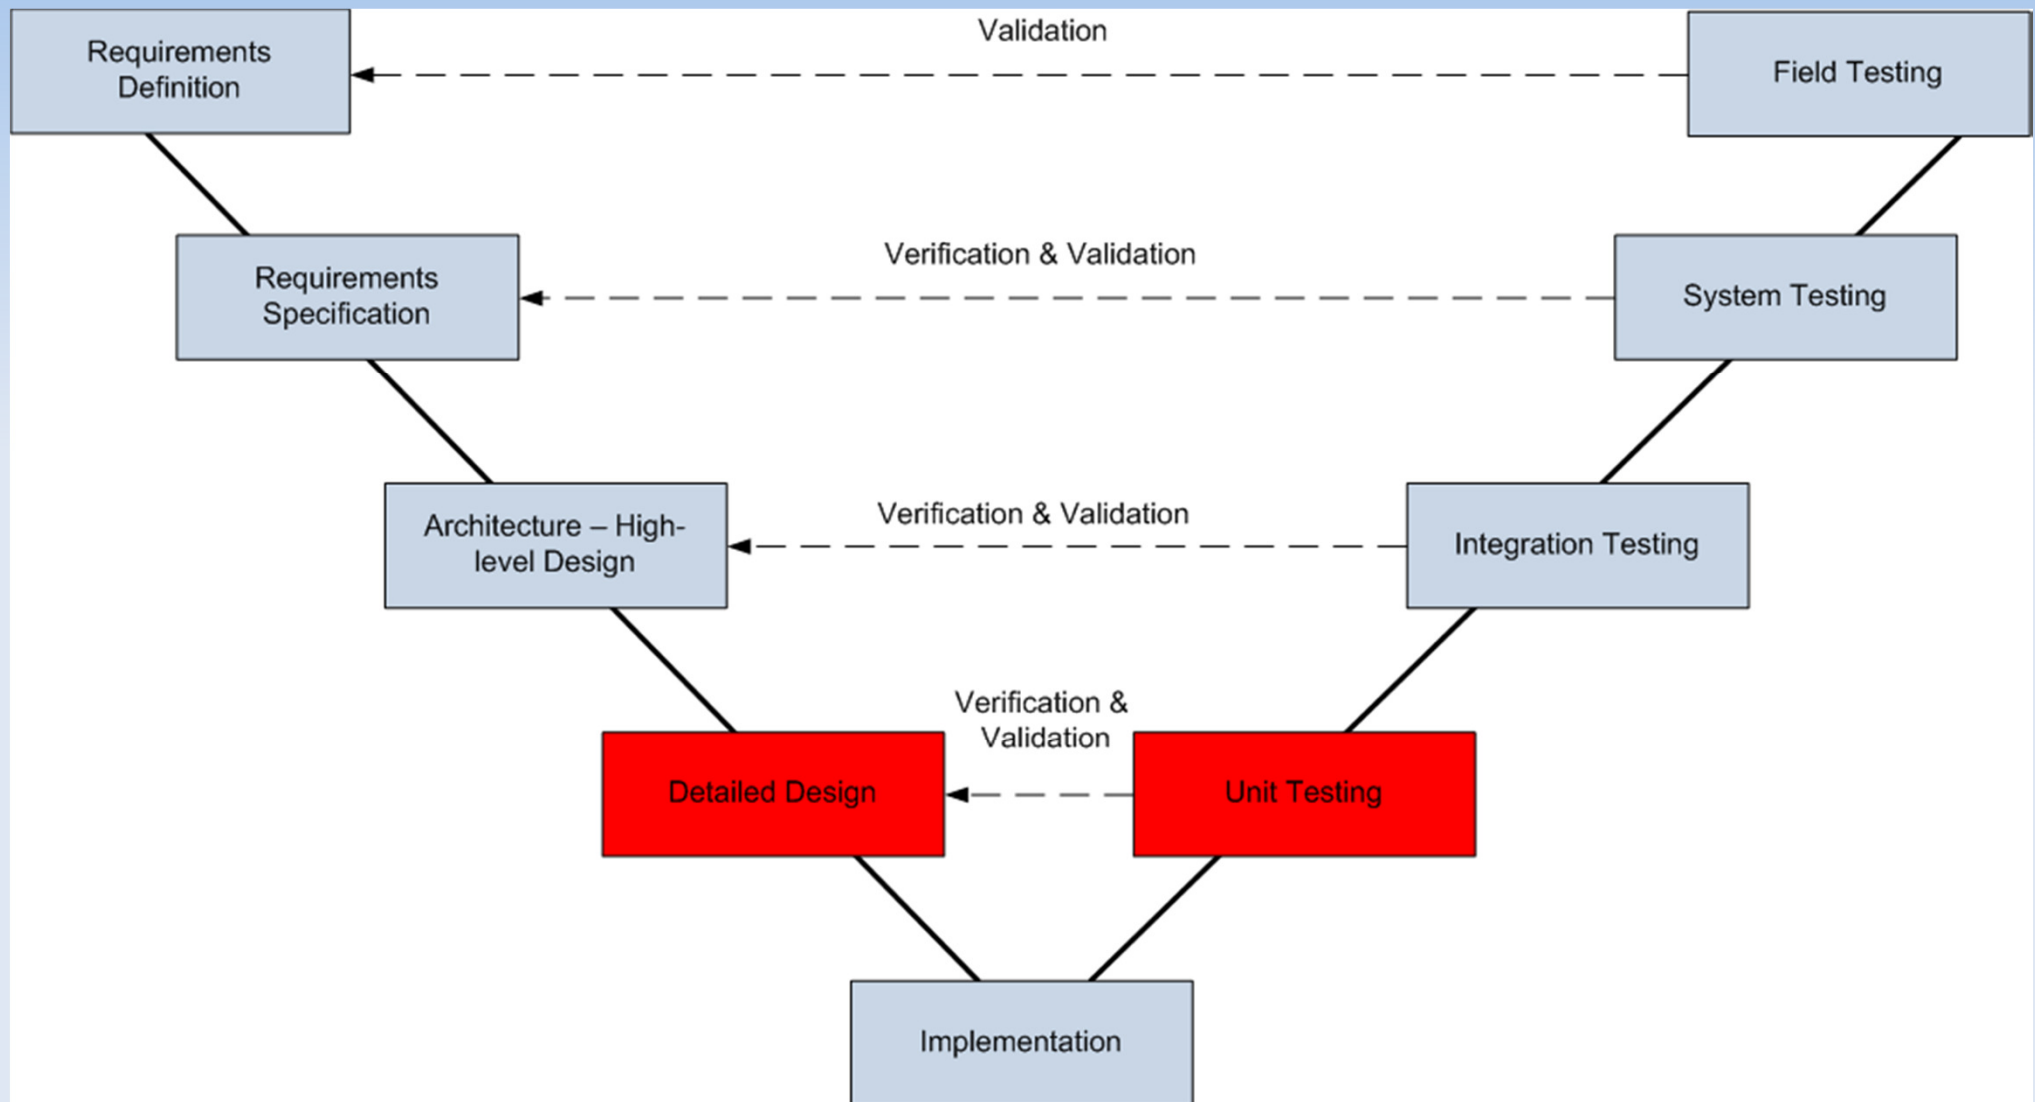 Requirements
Definition
Validation
Field Testing
Requirements
Specification
Verification & Validation
System Testing
Architecture – High-
level Design
Verification & Validation
Integration Testing
Detailed Design
Verification &
Validation
Unit Testing
Implementation